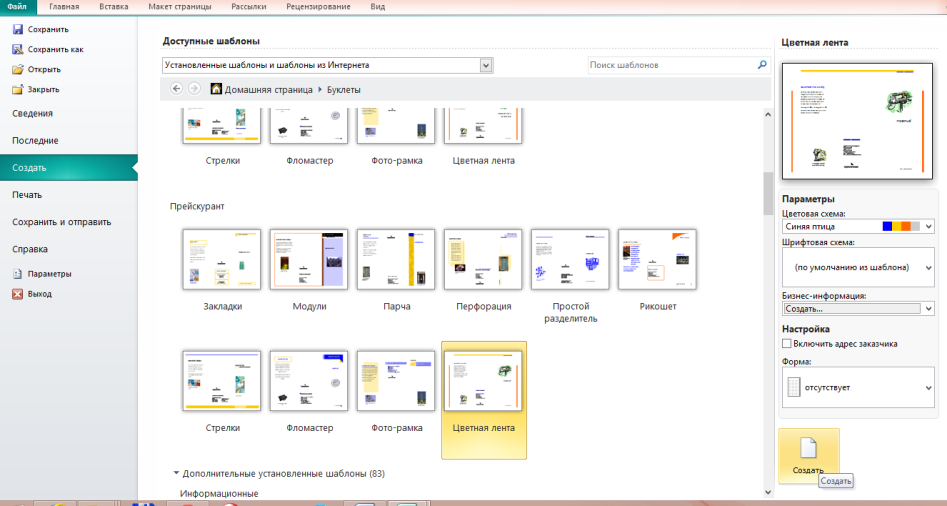 Файл Главная Вставка Макет страницы Рассылки Рецензирование Вид
Сохранить
Сохранить как
Открыть
Закрыть
Сведения
Последние
Создать
Печать
Сохранить и отправить
Справка
Параметры
Выход
Доступные шаблоны
Установленные шаблоны и шаблоны из Интернета
Поиск шаблонов
Домашняя страница
Буклеты
Стрелки Фломастер Фото-рамка Цветная лента
Прейскурант
Закладки Модули Парча Перфорация Простой разделитель Рикошет
Стрелки Фломастер Фото-рамка Цветная лента
Дополнительные установленные шаблоны (83)
Информационные
Цветная лента
Параметры
Цветовая схема:
Синяя птица
Шрифтовая схема:
(по умолчанию из шаблона)
Бизнес-информация:
Создать...
Настройка
Включить адрес заказчика
Форма:
отсутствует
Создать
Создать